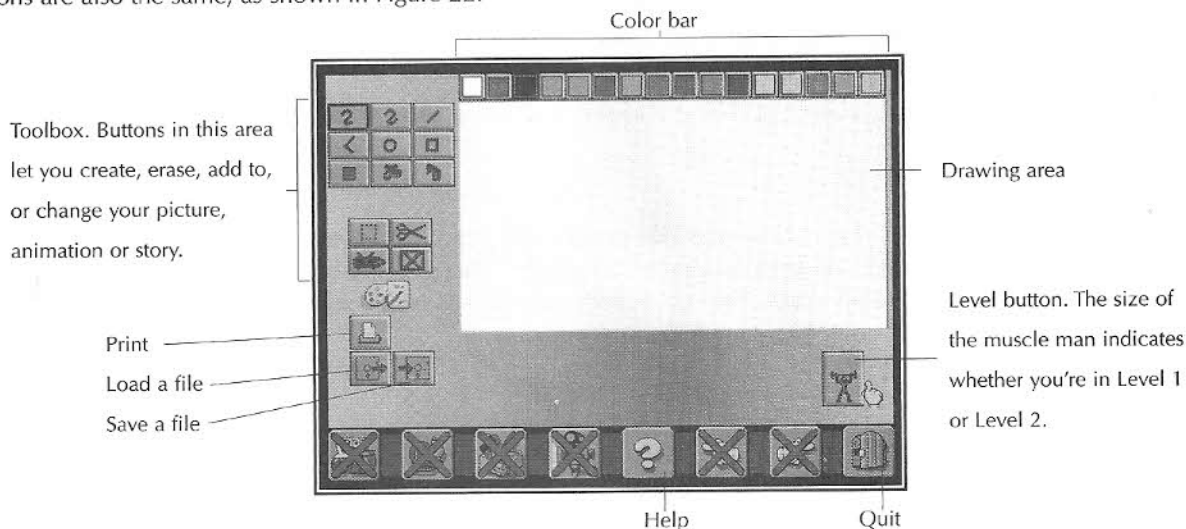 ons are also the same, as shown in Figure 22.
Color bar
Toolbox. Buttons in this area
let you create, erase, add to,
or change your picture,
animation or story.
Drawing area
Level button. The size of
the muscle man indicates
whether you're in Level 1
or Level 2.
Print
Load a file
Save a file
Help
Quit